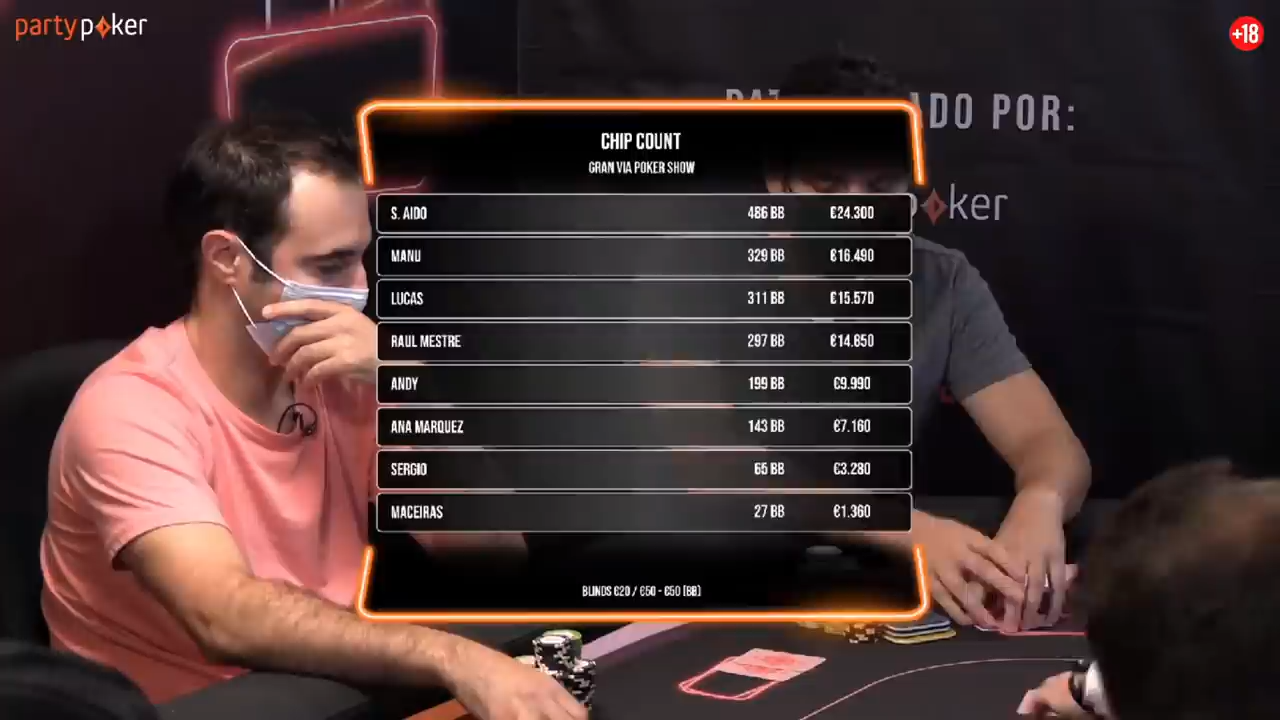 partypoker
+18
DO POR:
ker
CHIP COUNT
GRAN VIA POKER SHOW
S. AIDO 486 BB €24.300
MANU 329 BB €16.490
LUCAS 311 BB €15.570
RAUL MESTRE 297 BB €14.850
ANDY 199 BB €9.990
ANA MARQUEZ 143 BB €7.160
SERGIO 65 BB €3.280
MACEIRAS 27 BB €1.360
BLINDS €20 / €50 - €50 (BB)